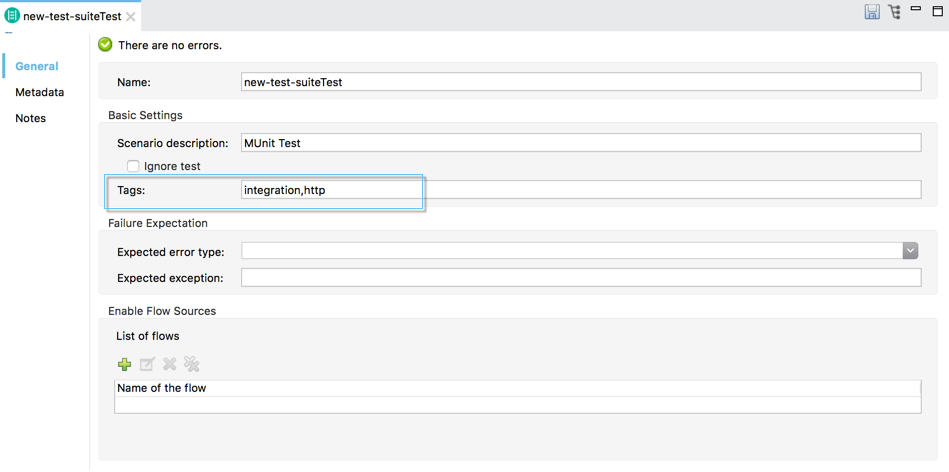 new-test-suiteTest
There are no errors.
General
Metadata
Notes
Name: new-test-suiteTest
Basic Settings
Scenario description: MUnit Test
Ignore test
Tags: integration,http
Failure Expectation
Expected error type:
Expected exception:
Enable Flow Sources
List of flows
Name of the flow